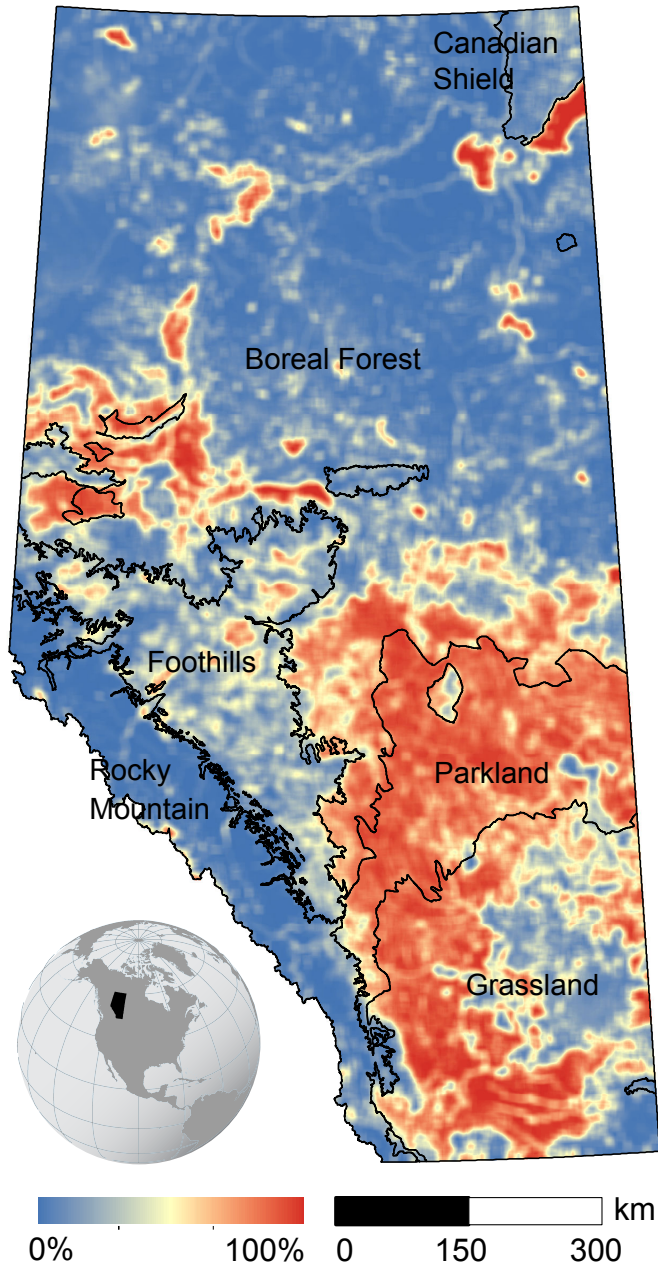 Canadian
Shield
Boreal Forest
Foothills
Rocky
Mountain
Parkland
Grassland
km
0% 100% 0 150 300